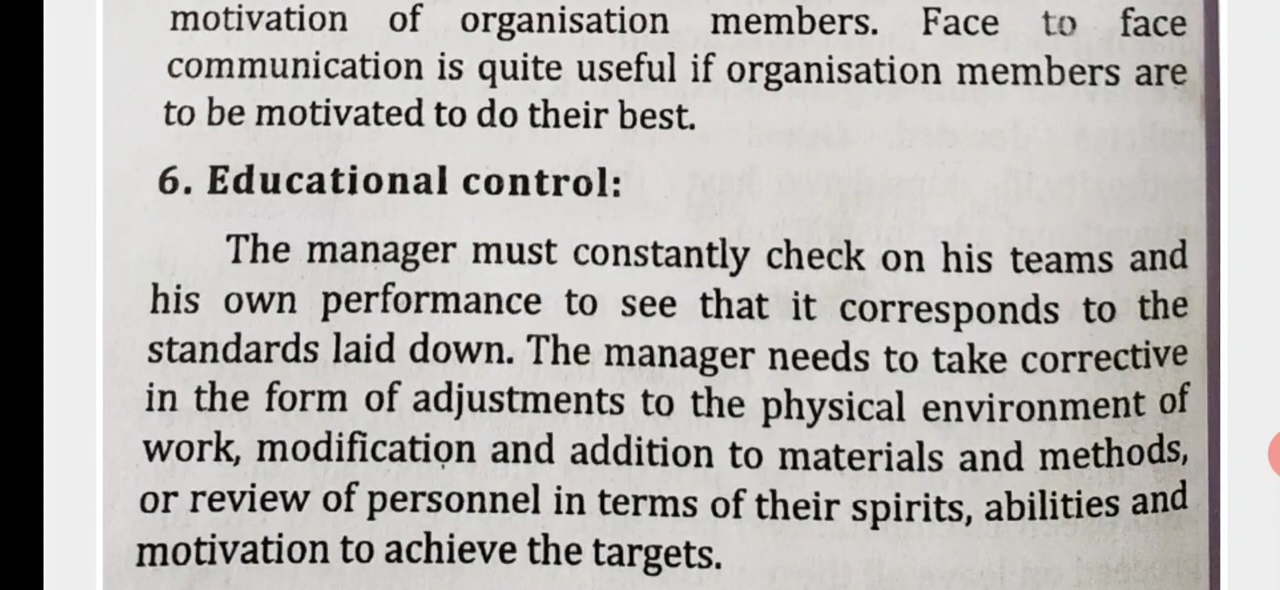 motivation of organisation members. Face to face
communication is quite useful if organisation members are
to be motivated to do their best.
6. Educational control:
The manager must constantly check on his teams and
his own performance to see that it corresponds to the
standards laid down. The manager needs to take corrective
in the form of adjustments to the physical environment of
work, modification and addition to materials and methods,
or review of personnel in terms of their spirits, abilities and
motivation to achieve the targets.